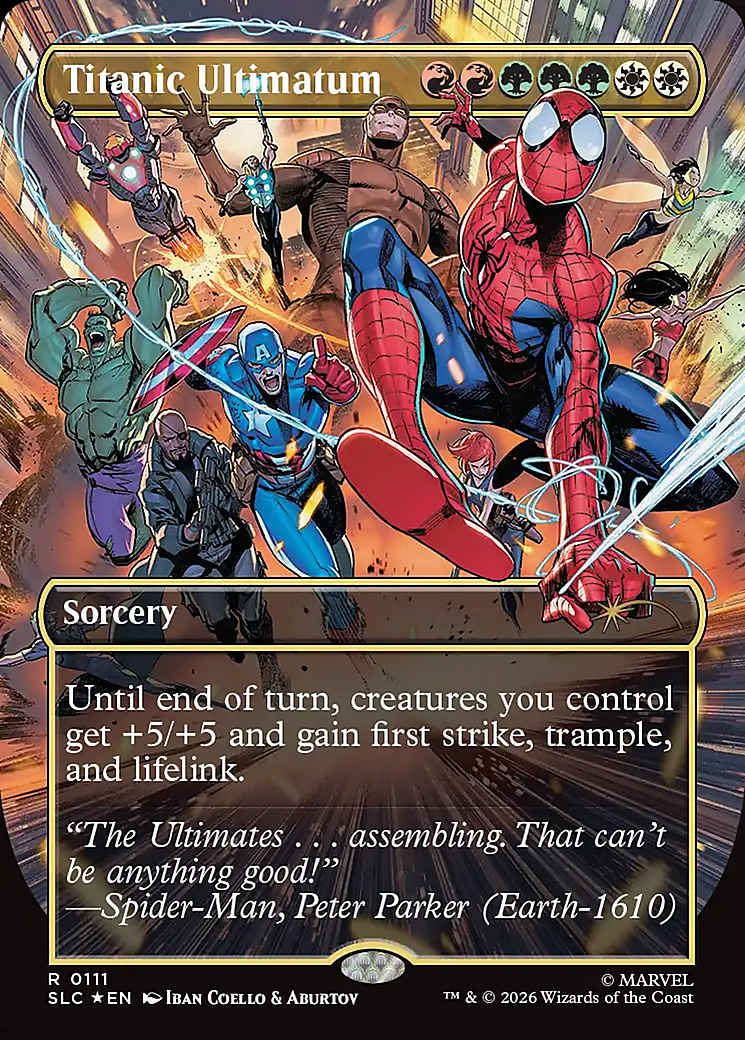 Titanic Ultimatum
A
Sorcery
Until end of turn, creatures you control
get +5/+5 and gain first strike, trample,
and lifelink.
“The Ultimates . . . assembling. That can’t
be anything good!”
—Spider-Man, Peter Parker (Earth-1610)
R 0111
© MARVEL
SLC ★ EN Iban Coello & Aburtov
™ & © 2026 Wizards of the Coast